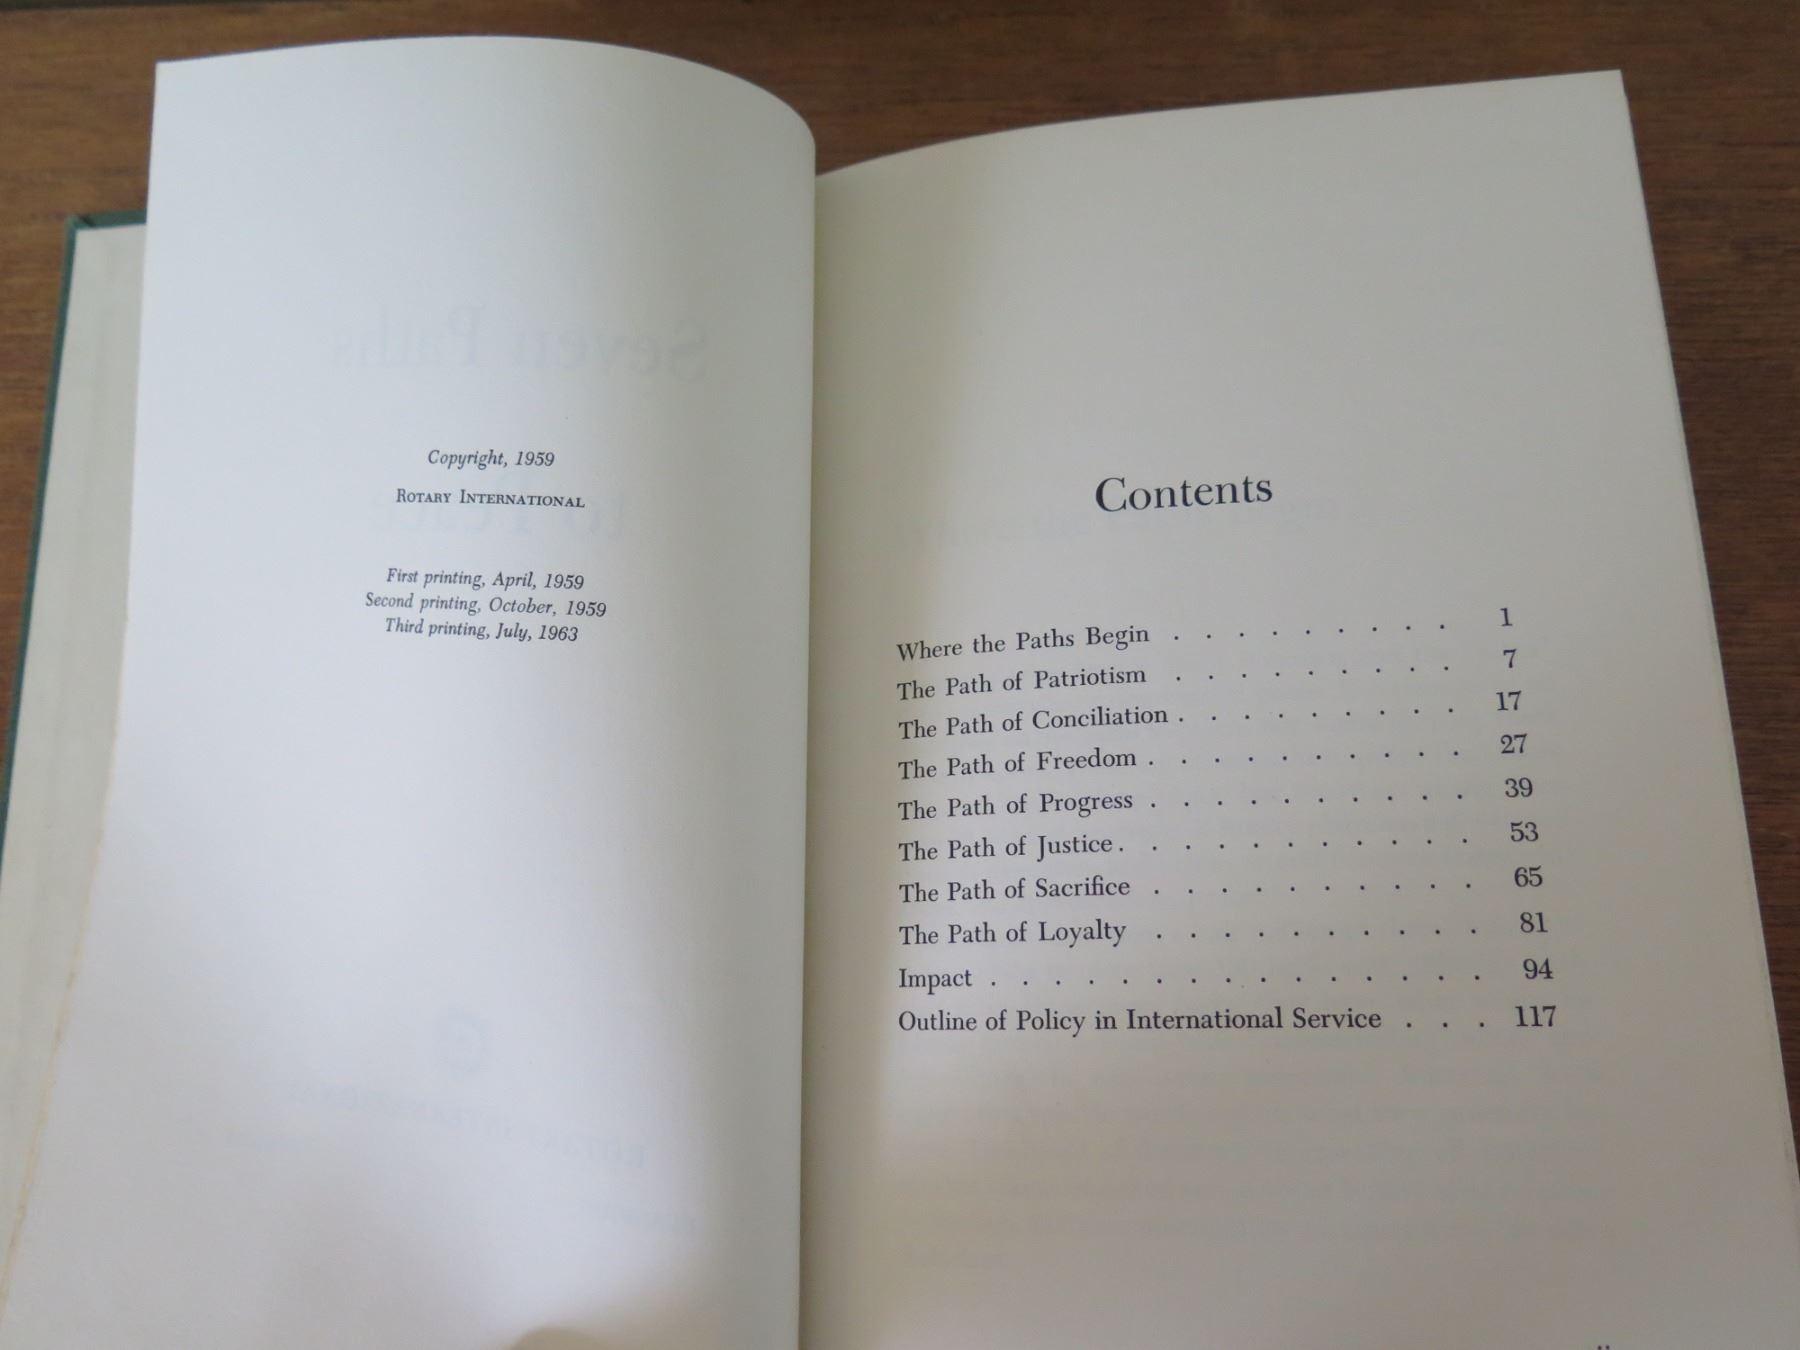 Copyright, 1959
ROTARY INTERNATIONAL
First printing, April, 1959
Second printing, October, 1959
Third printing, July, 1963
Contents
Where the Paths Begin . . . . . . . . . 1
The Path of Patriotism . . . . . . . . . 7
The Path of Conciliation . . . . . . . . . 17
The Path of Freedom . . . . . . . . . . 27
The Path of Progress . . . . . . . . . . 39
The Path of Justice . . . . . . . . . . . 53
The Path of Sacrifice . . . . . . . . . . 65
The Path of Loyalty . . . . . . . . . . 81
Impact . . . . . . . . . . . . . . . 94
Outline of Policy in International Service . . . 117